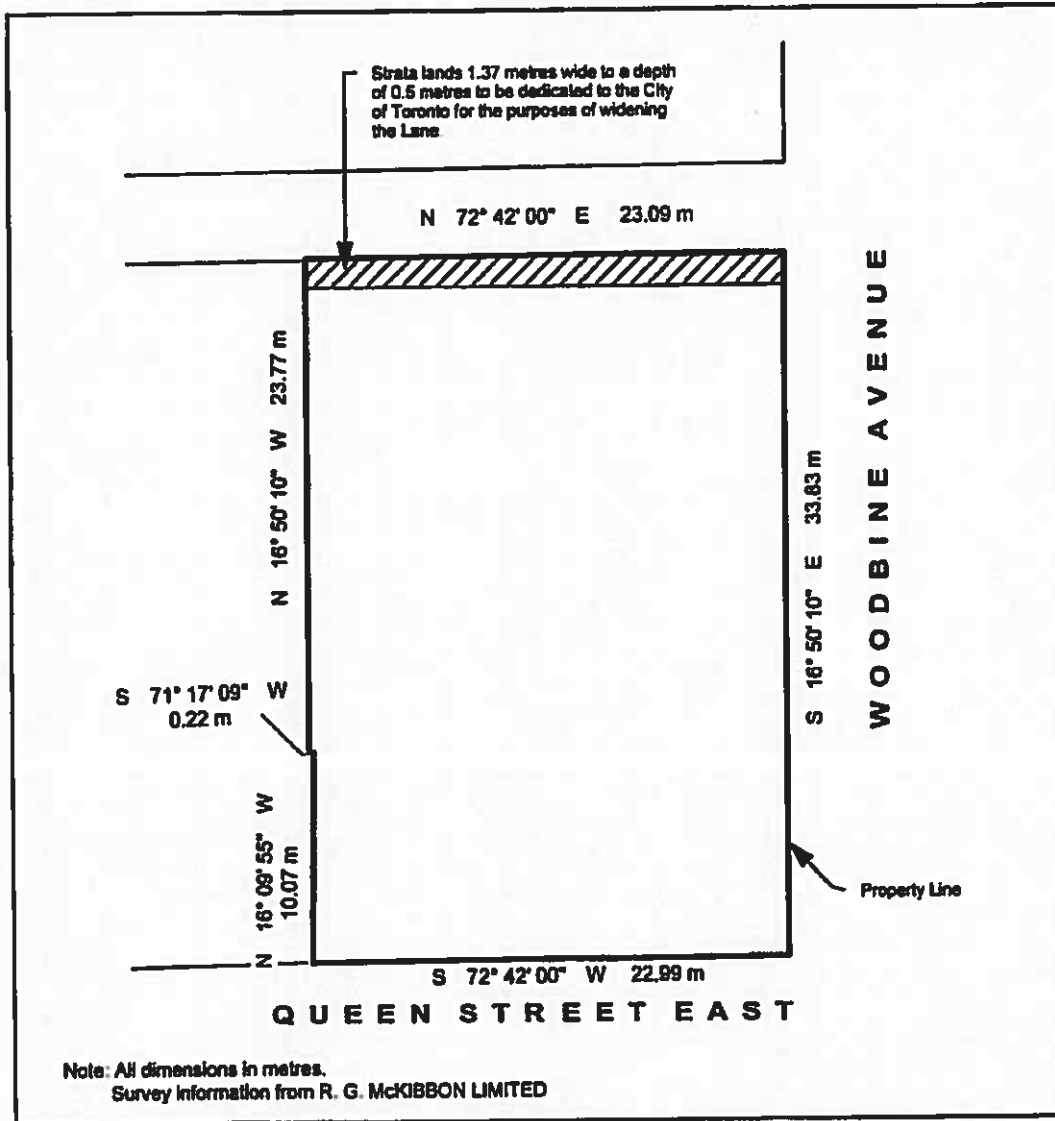 Strata lands 1.37 metres wide to a depth
of 0.5 metres to be dedicated to the City
of Toronto for the purposes of widening
the Lane
N 72° 42' 00" E 23.09 m
N 16° 50' 10" W 23.77 m
S 16° 50' 10" E 33.83 m
WOODBINE AVENUE
S 71° 17' 09" W
0.22 m
N 16° 09' 55" W
10.07 m
Property Line
S 72° 42' 00" W 22.99 m
QUEEN STREET EAST
Note: All dimensions in metres.
Survey information from R. G. McKIBBON LIMITED